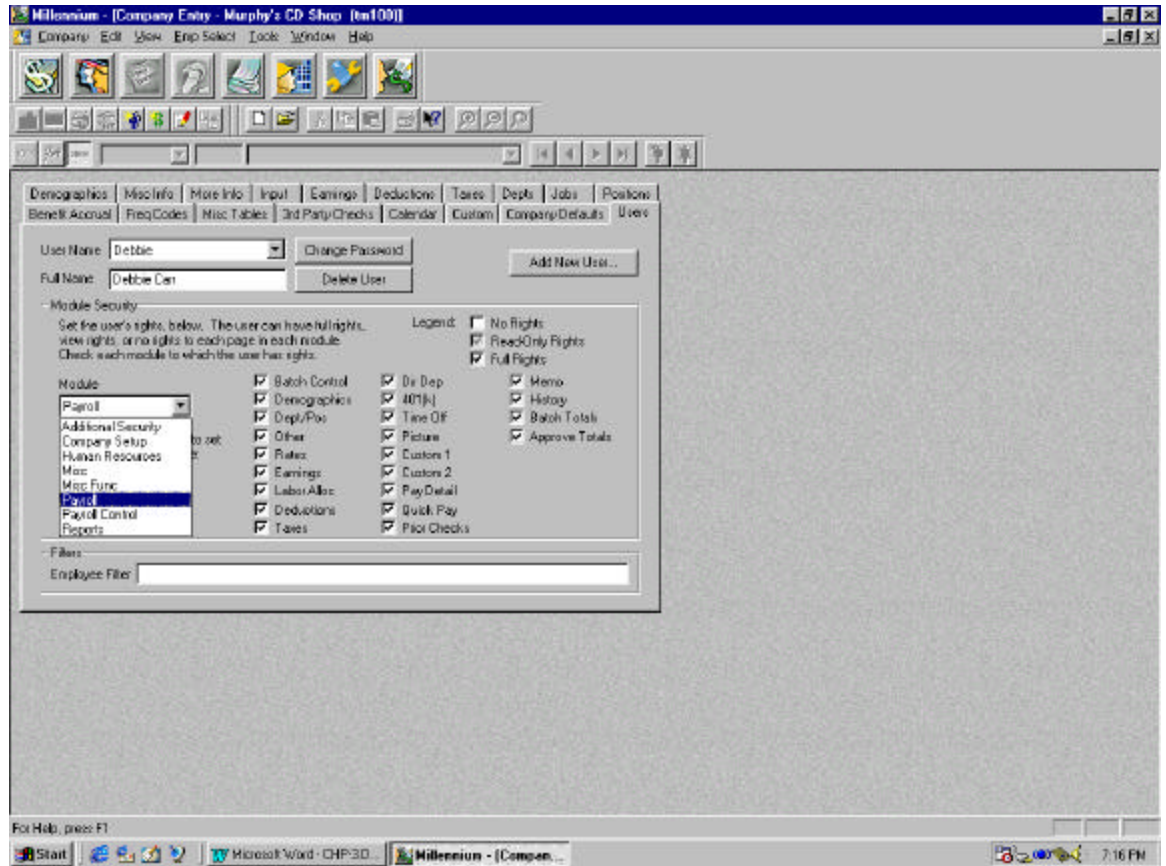 Millennium - [Company Entry - Murphy's CD Shop (tm100)]
Company Edit View Emp Select Tools Window Help
Demographics Misc Info More Info Input Earnings Deductions Taxes Depts Jobs Positions
Benefit Accrual Freq Codes Misc Tables 3rd Party Checks Calendar Custom Company Defaults Users
User Name Debbie Change Password Add New User...
Full Name Debbie Carr Delete User
Module Security
Set the user's rights, below. The user can have full rights, Legend: No Rights
view rights, or no rights to each page in each module. Read-Only Rights
Check each module to which the user has rights. Full Rights
Module Batch Control Dir Dep Memo
Payroll Demographics 401(k) History
Additional Security Dept/Pos Time Off Batch Totals
Company Setup to set Other Picture Approve Totals
Human Resources Rates Custom 1
Misc Earnings Custom 2
Misc Func Labor Alloc Pay Detail
Payroll Deductions Quick Pay
Payroll Control Taxes Prior Checks
Reports
Filters
Employee Filter
For Help, press F1
Start Microsoft Word - CHP-3.D... Millennium - [Compan... 7:16 PM